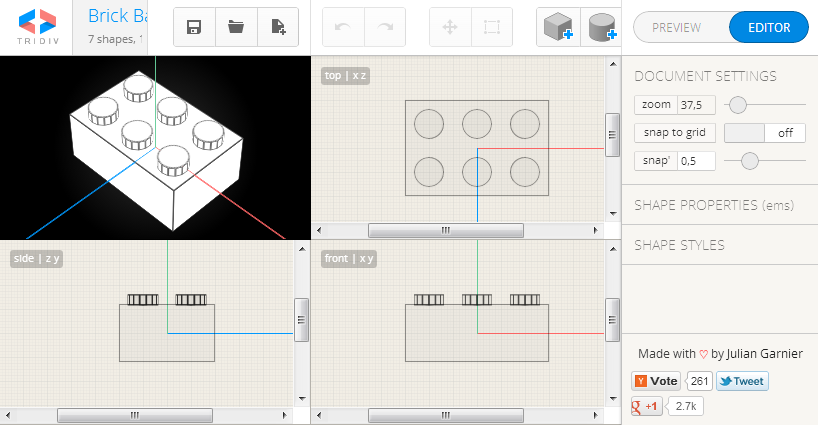 TRIDIV
Brick Ba
7 shapes, 1
PREVIEW
EDITOR
top | x z
side | z y
front | x y
DOCUMENT SETTINGS
zoom 37,5
snap to grid off
snap' 0,5
SHAPE PROPERTIES (ems)
SHAPE STYLES
Made with ♡ by Julian Garnier
Y Vote 261 Tweet
g +1 2.7k